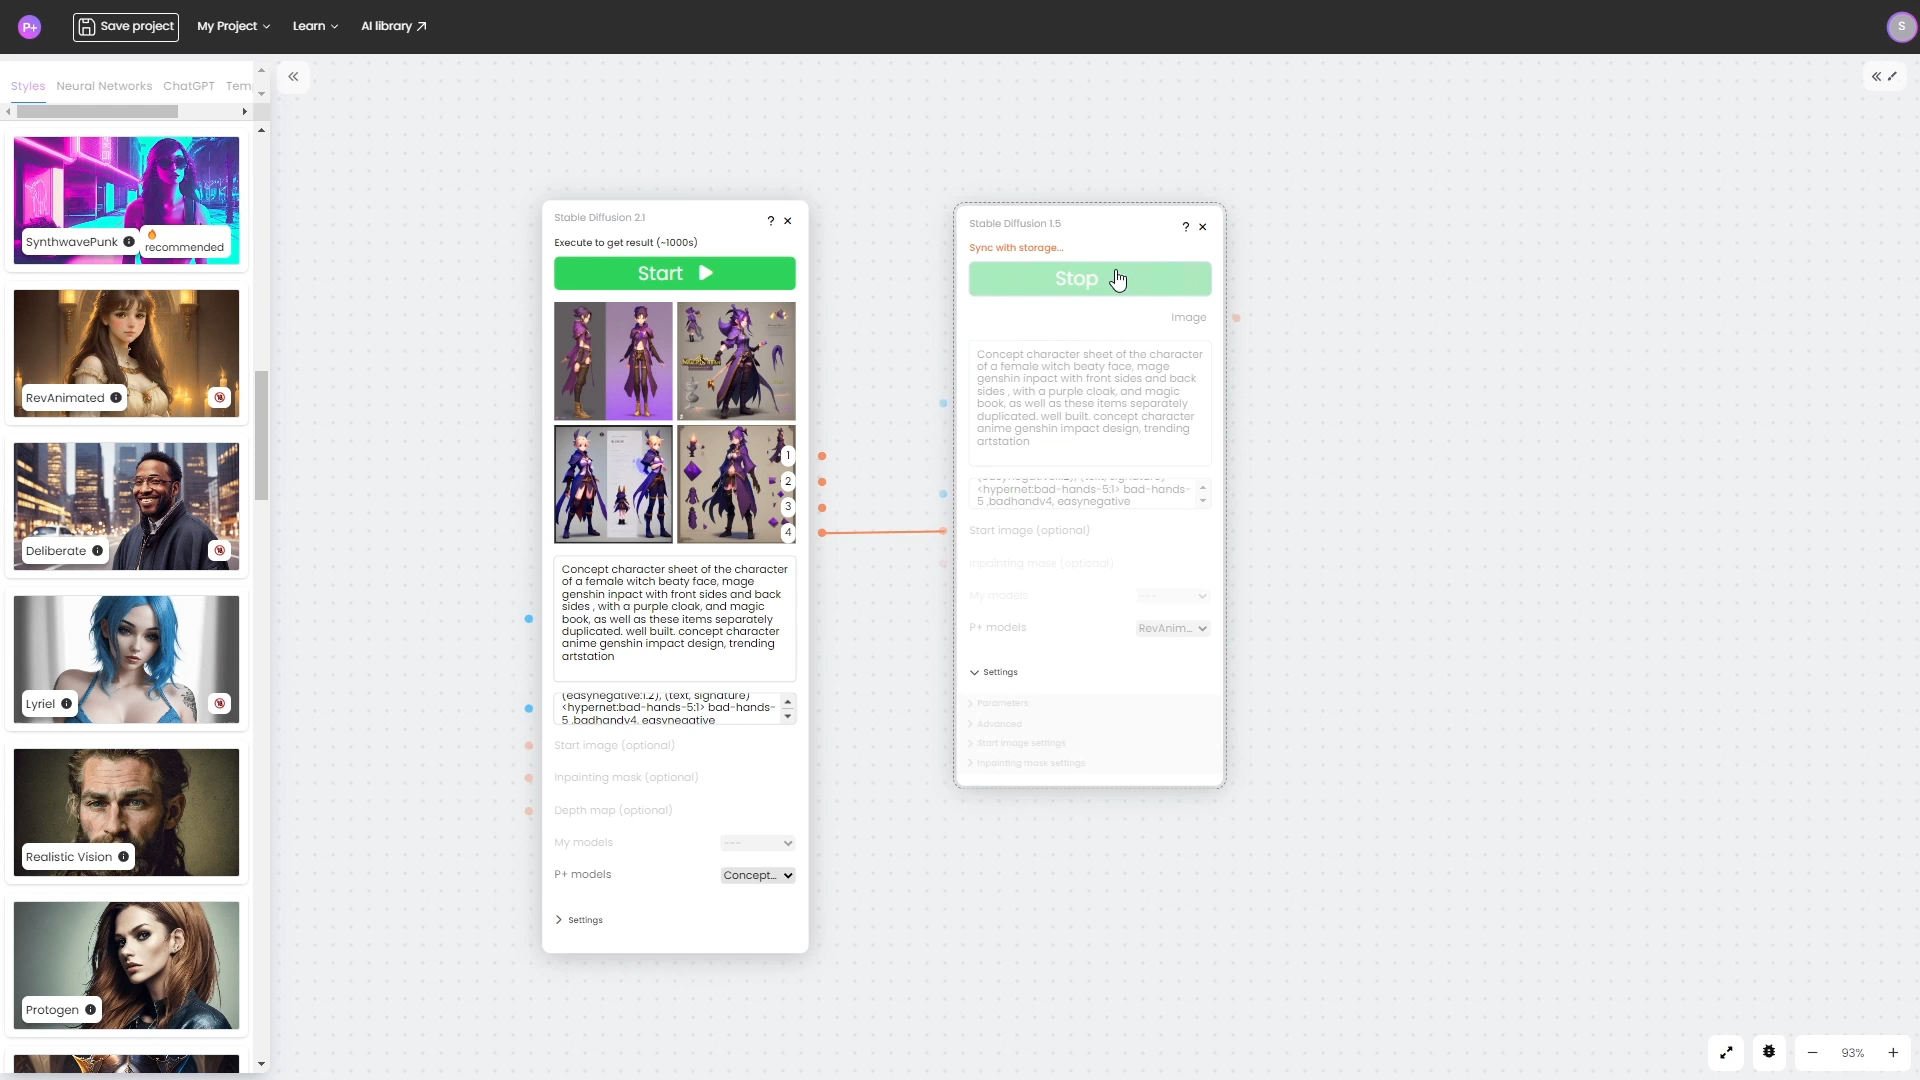 P+
Save project
My Project
Learn
AI library
S
Styles
Neural Networks
ChatGPT
Tem
SynthwavePunk
recommended
RevAnimated
Deliberate
Lyriel
Realistic Vision
Protogen
Stable Diffusion 2.1
?
Execute to get result (~1000s)
Start
1
2
3
4
Concept character sheet of the character
of a female witch beaty face, mage
genshin inpact with front sides and back
sides , with a purple cloak, and magic
book, as well as these items separately
duplicated. well built. concept character
anime genshin impact design, trending
artstation
(easynegative:1.2), (text, signature)
<hypernet:bad-hands-5:1> bad-hands-
5 ,badhandv4, easynegative
Start image (optional)
Inpainting mask (optional)
Depth map (optional)
My models
---
P+ models
Concept...
Settings
Stable Diffusion 1.5
?
Sync with storage...
Stop
Image
Concept character sheet of the character
of a female witch beaty face, mage
genshin inpact with front sides and back
sides , with a purple cloak, and magic
book, as well as these items separately
duplicated. well built. concept character
anime genshin impact design, trending
artstation
(easynegative:1.2), (text, signature)
<hypernet:bad-hands-5:1> bad-hands-
5 ,badhandv4, easynegative
Start image (optional)
Inpainting mask (optional)
My models
---
P+ models
RevAnim...
Settings
Parameters
Advanced
Start image settings
Inpainting mask settings
93%